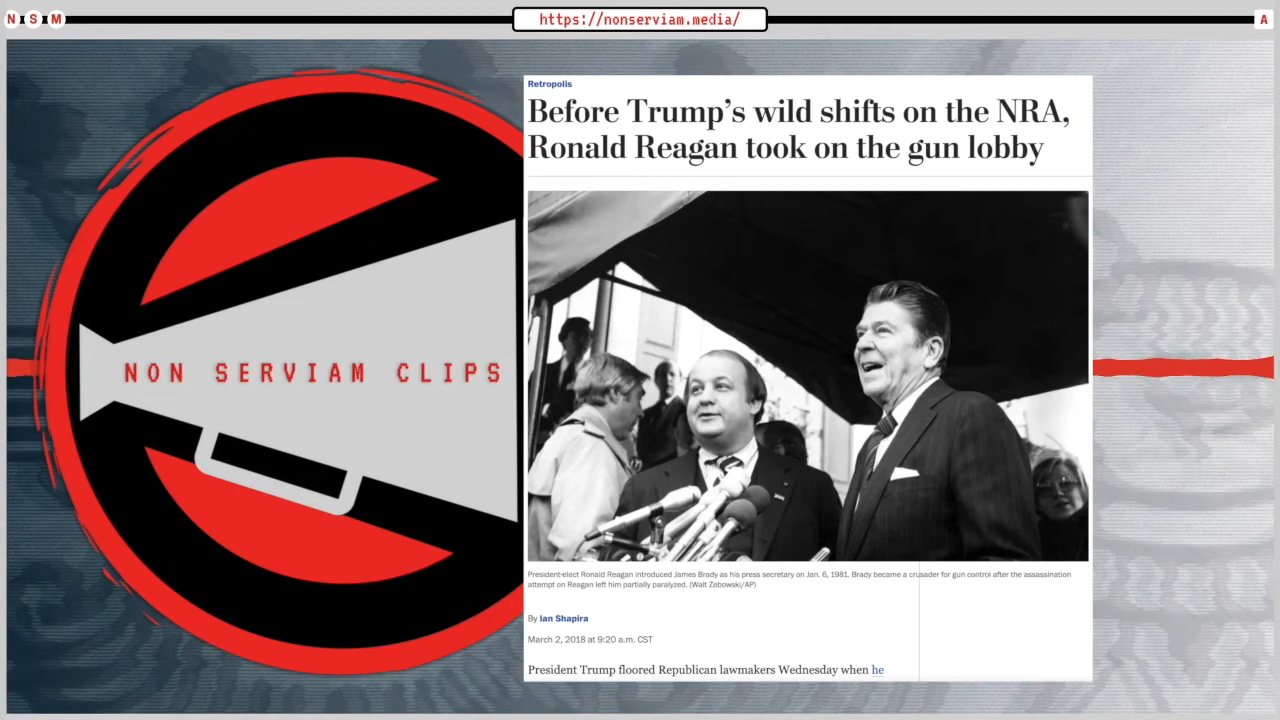 N S M
https://nonserviam.media/
A
NON SERVIAM CLIPS
Retropolis
Before Trump’s wild shifts on the NRA,
Ronald Reagan took on the gun lobby
President-elect Ronald Reagan introduced James Brady as his press secretary on Jan. 6, 1981. Brady became a crusader for gun control after the assassination
attempt on Reagan left him partially paralyzed. (Walt Zebowski/AP)
By Ian Shapira
March 2, 2018 at 9:20 a.m. CST
President Trump floored Republican lawmakers Wednesday when he